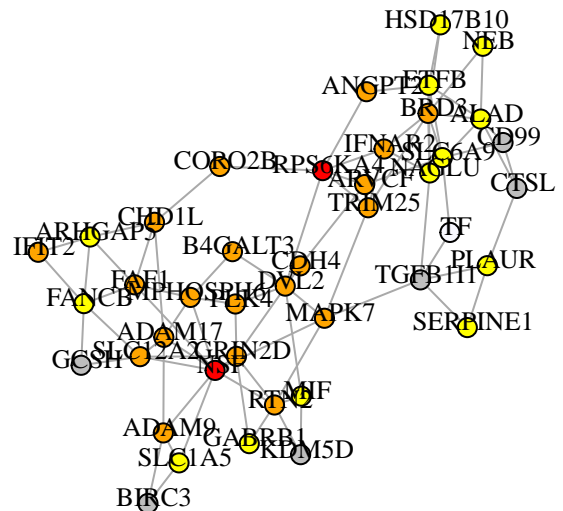 HSD17B10
NEB
ETFB
ANGPT2
BRD3
ALAD
CD99
IFNAR2
SLC6A9
CORO2B
RPS6KA4
NAGLU
ARVCF
CTSL
TRIM25
CHD1L
TF
ARHGAP5
IFIT2
B4GALT3
CDH4
PLAUR
TGFB1I1
FAF1
DVL2
MPHOSPH6
PLK4
FANCB
MAPK7
SERPINE1
ADAM17
SLC12A2
GRIN2D
GCSH
NSF
MIF
RTN2
ADAM9
GABRB1
KDM5D
SLC1A5
BIRC3